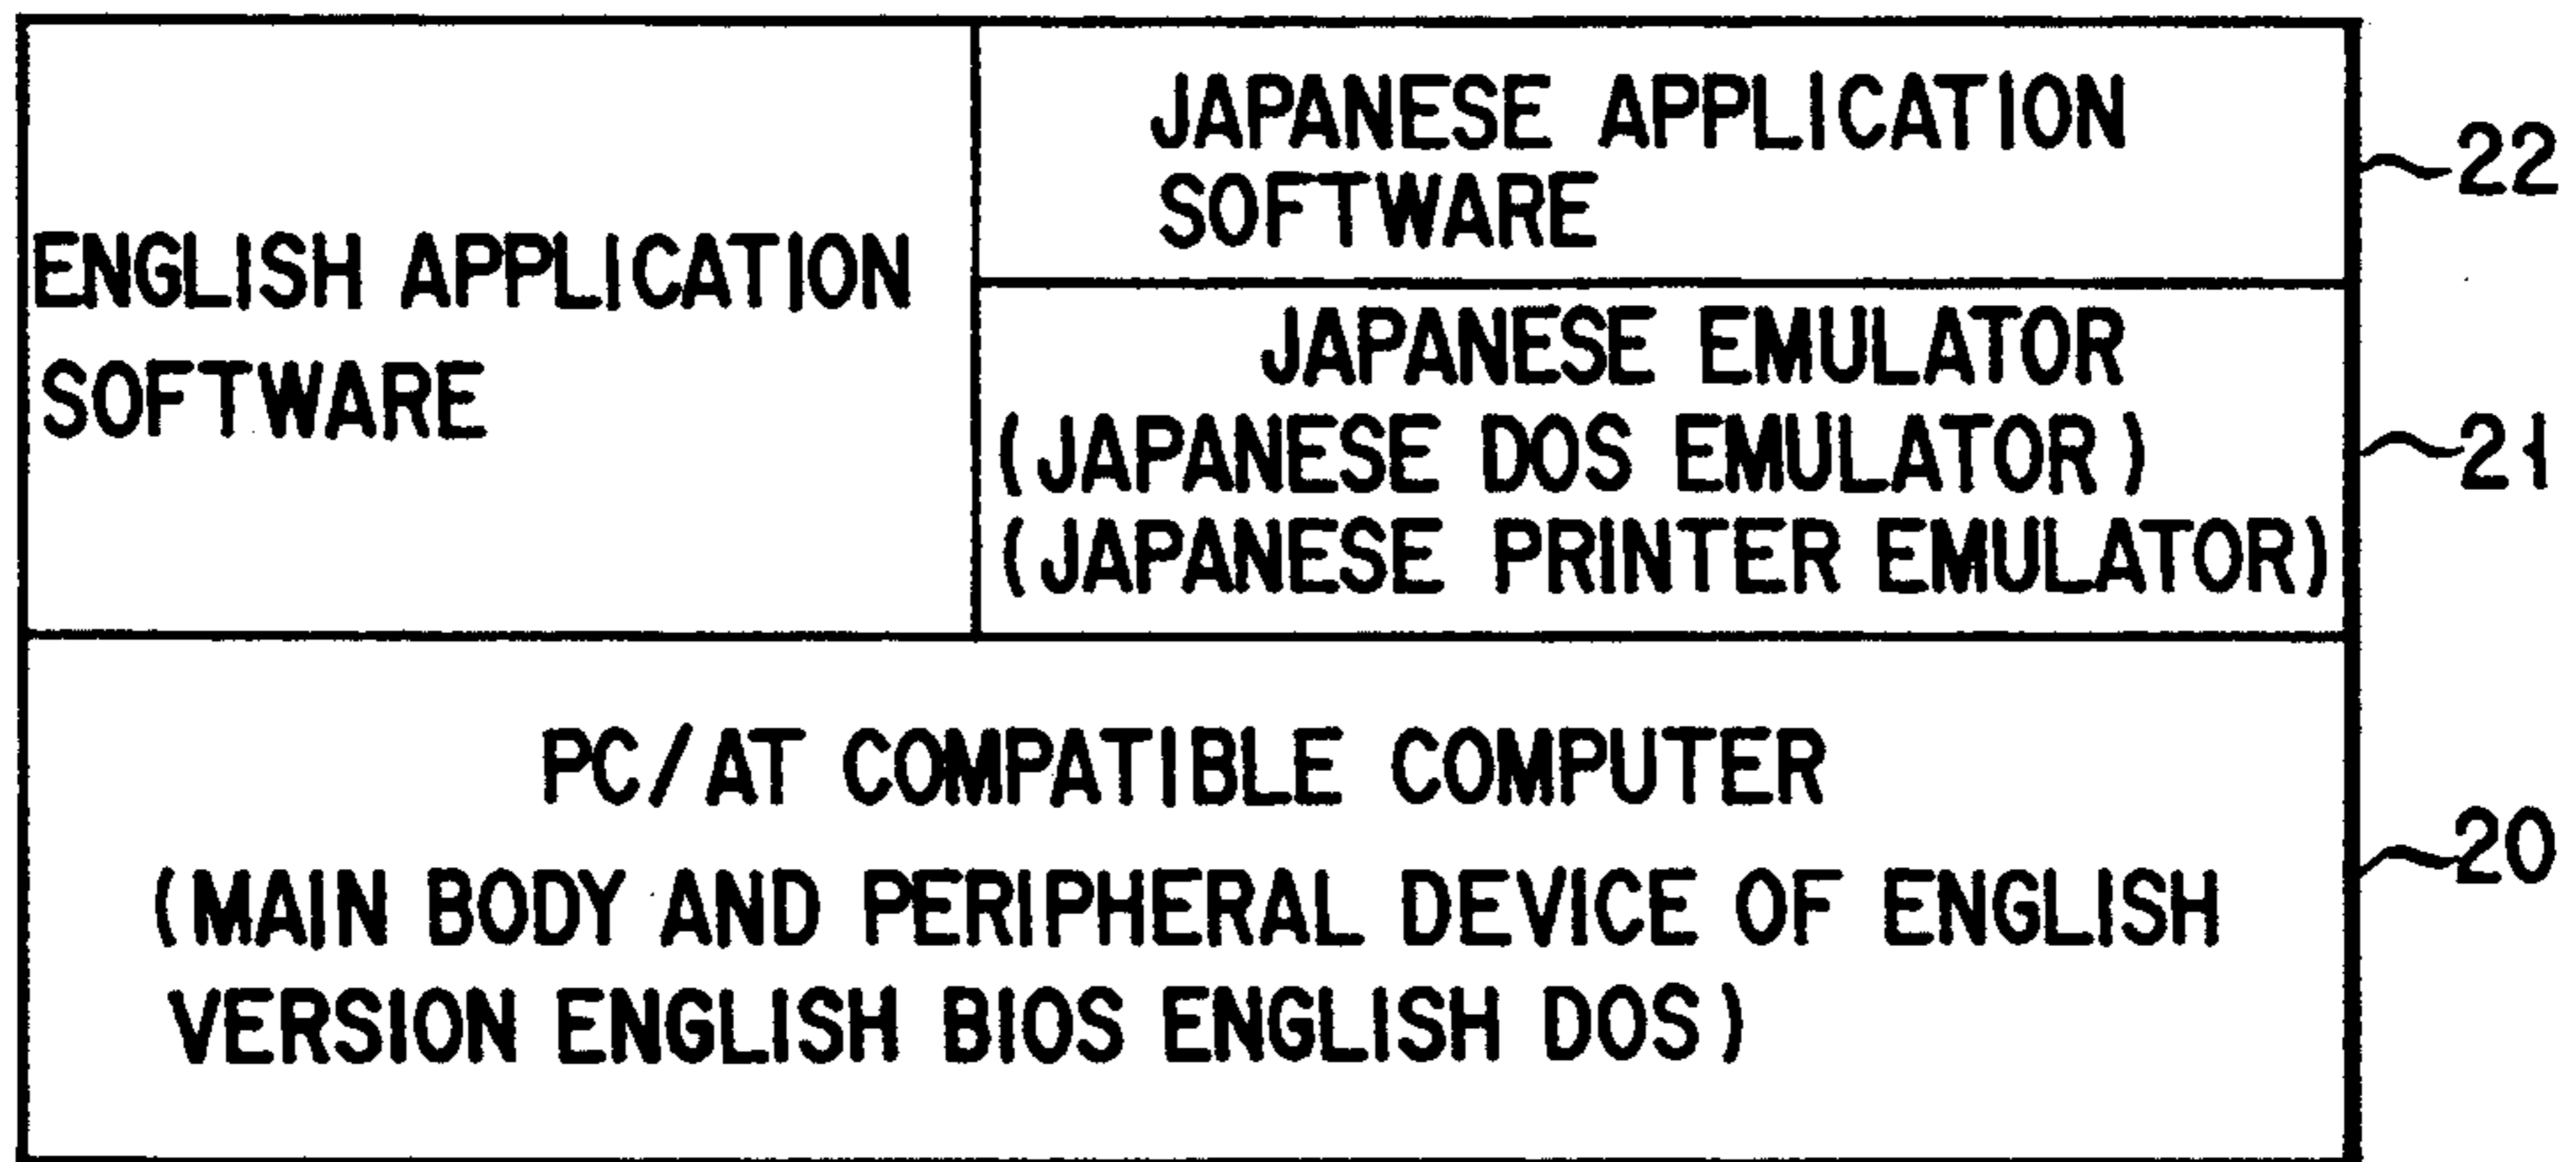 ENGLISH APPLICATION
SOFTWARE
JAPANESE APPLICATION
SOFTWARE
22
JAPANESE EMULATOR
(JAPANESE DOS EMULATOR)
(JAPANESE PRINTER EMULATOR)
21
PC/AT COMPATIBLE COMPUTER
(MAIN BODY AND PERIPHERAL DEVICE OF ENGLISH
VERSION ENGLISH BIOS ENGLISH DOS)
20